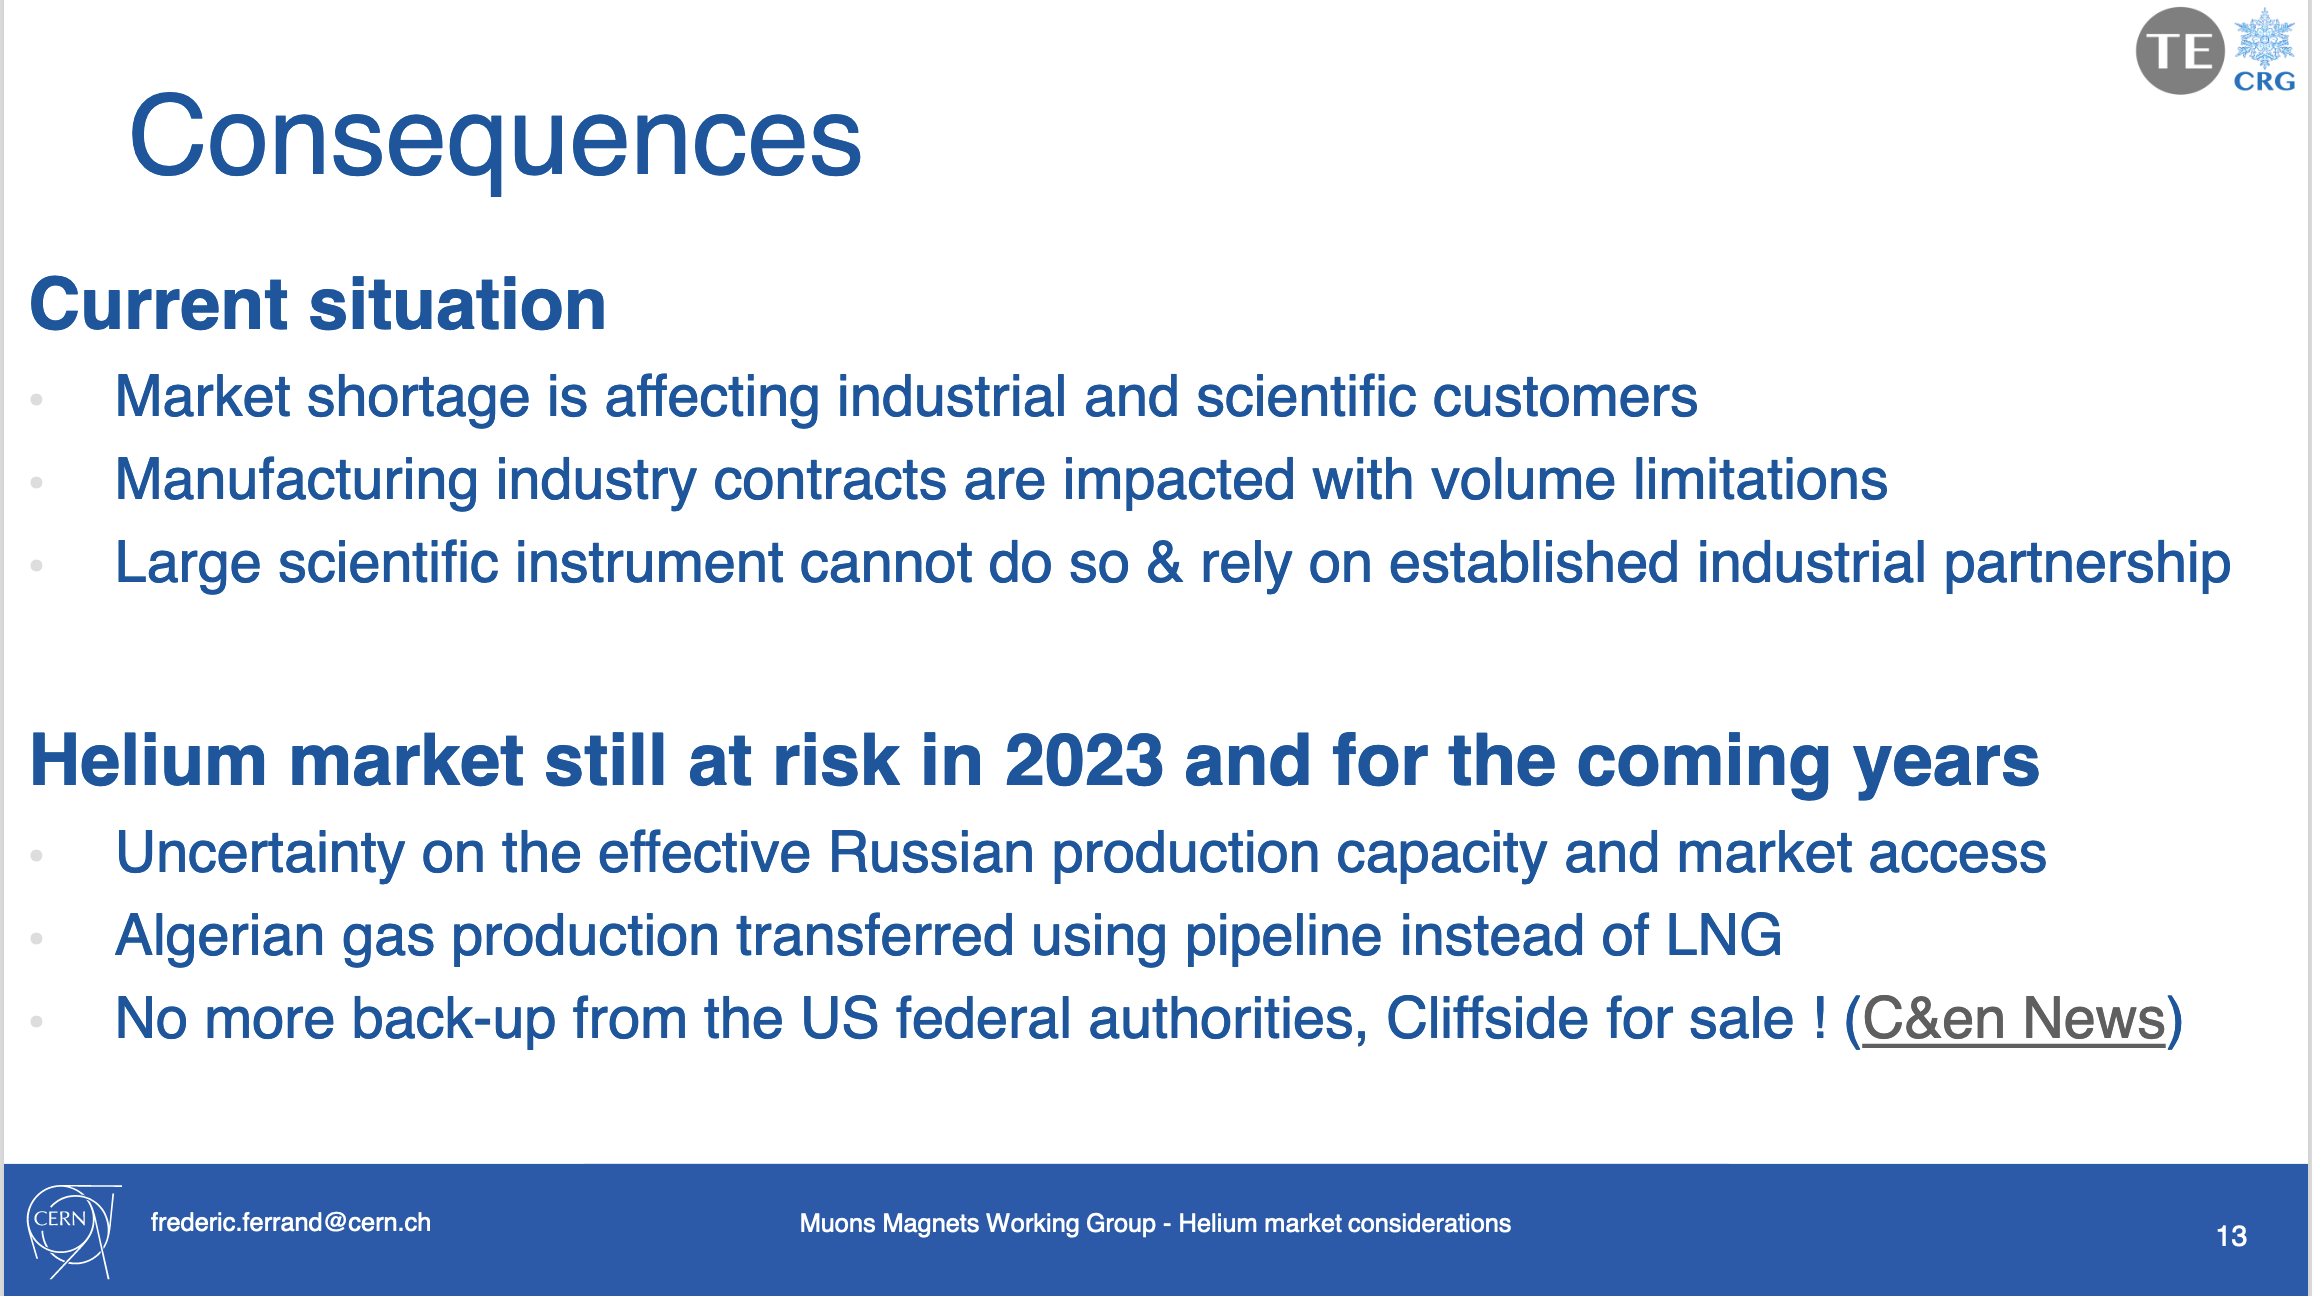 TE
CRG
Consequences
Current situation
• Market shortage is affecting industrial and scientific customers
• Manufacturing industry contracts are impacted with volume limitations
• Large scientific instrument cannot do so & rely on established industrial partnership
Helium market still at risk in 2023 and for the coming years
• Uncertainty on the effective Russian production capacity and market access
• Algerian gas production transferred using pipeline instead of LNG
• No more back-up from the US federal authorities, Cliffside for sale ! (C&en News)
CERN
frederic.ferrand@cern.ch
Muons Magnets Working Group - Helium market considerations
13